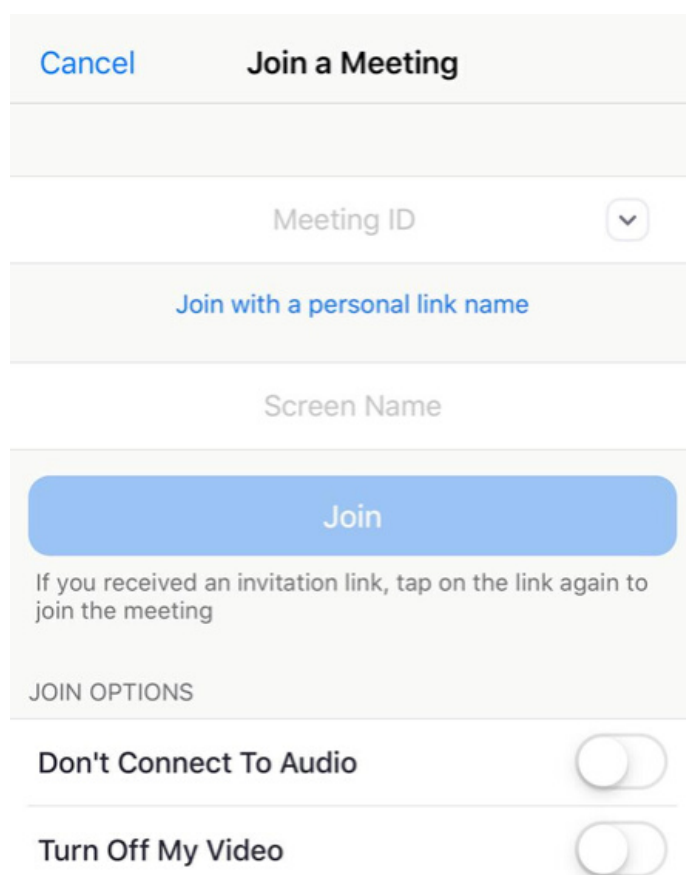 Cancel
Join a Meeting
Meeting ID
Join with a personal link name
Screen Name
Join
If you received an invitation link, tap on the link again to
join the meeting
JOIN OPTIONS
Don't Connect To Audio
Turn Off My Video